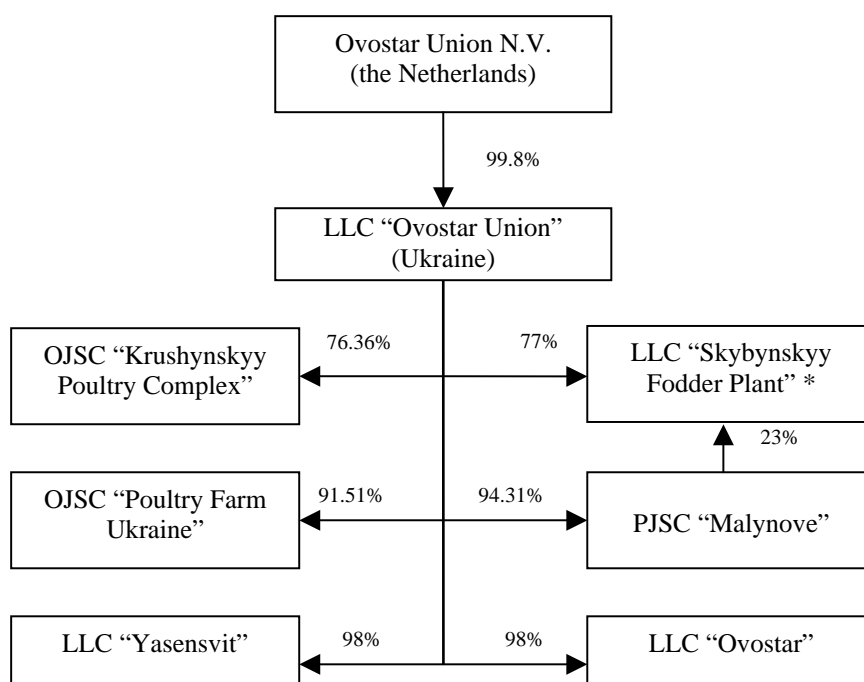 Ovostar Union N.V.
(the Netherlands)
99.8%
LLC “Ovostar Union”
(Ukraine)
OJSC “Krushynskyy
Poultry Complex”
76.36%
77%
LLC “Skybynskyy
Fodder Plant” *
23%
OJSC “Poultry Farm
Ukraine”
91.51%
94.31%
PJSC “Malynove”
LLC “Yasensvit”
98%
98%
LLC “Ovostar”